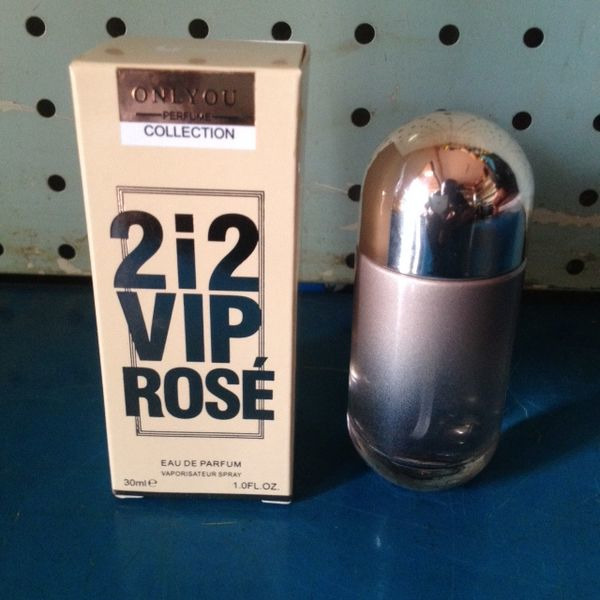 ONLYOU
PERFUME
COLLECTION
2i2
VIP
ROSÉ
EAU DE PARFUM
VAPORISATEUR SPRAY
30ml℮ 1.0FL.OZ.